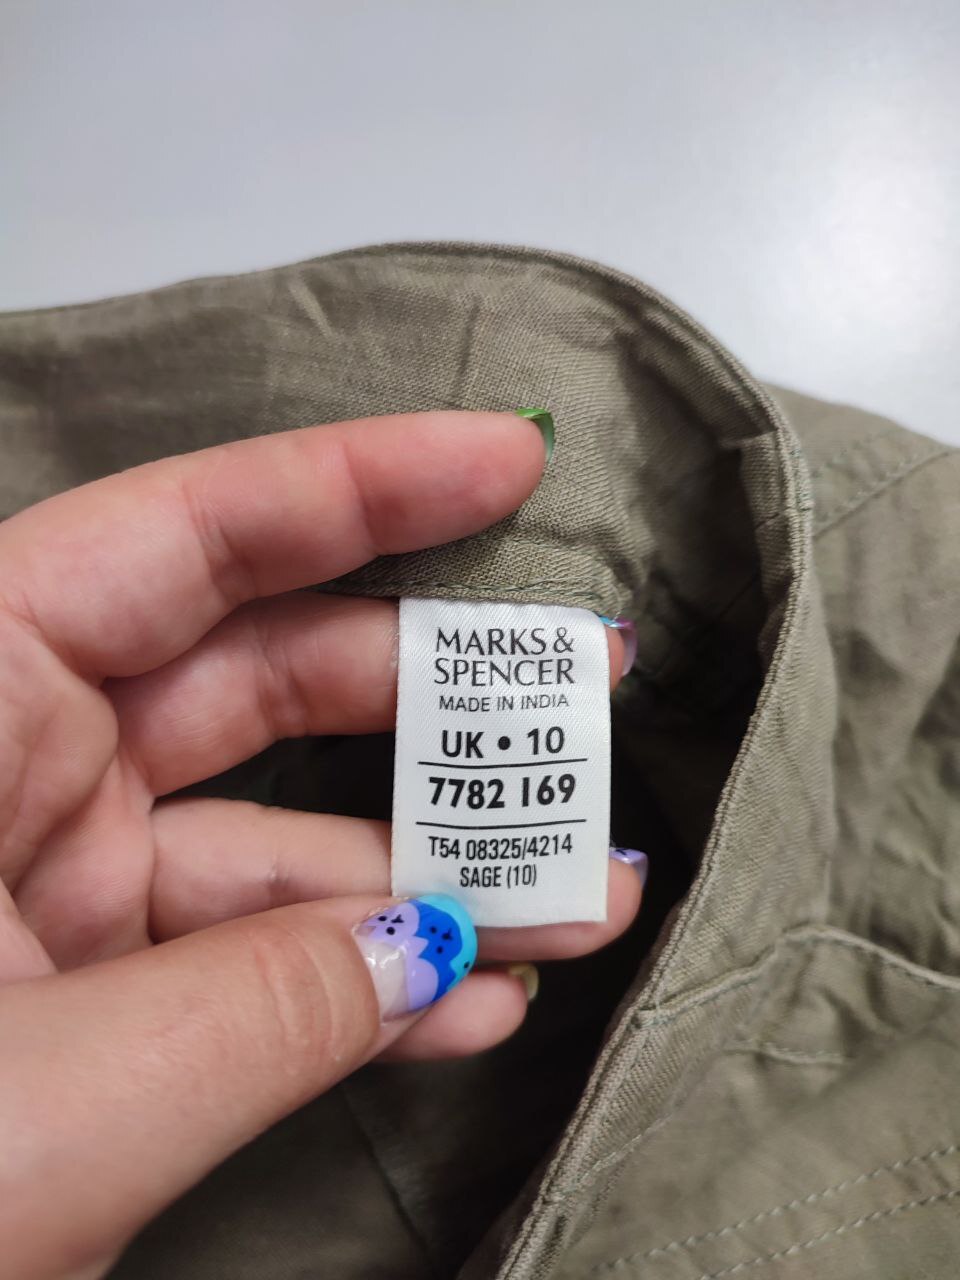 MARKS &
SPENCER
MADE IN INDIA
UK • 10
7782 169
T54 08325/4214
SAGE (10)